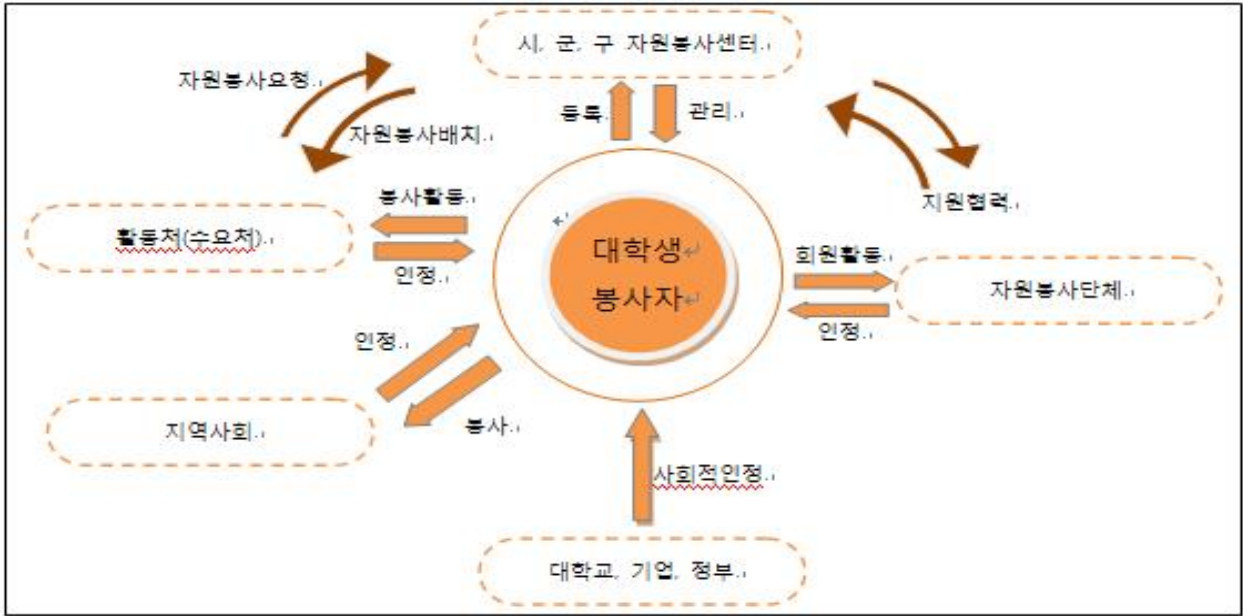 시, 군, 구 자원봉사센터
자원봉사요청
등록
관리
자원봉사배치
지원협력
봉사활동
활동처(수요처)
인정
대학생
봉사자
회원활동
자원봉사단체
인정
인정
지역사회
봉사
사회적인정
대학교, 기업, 정부